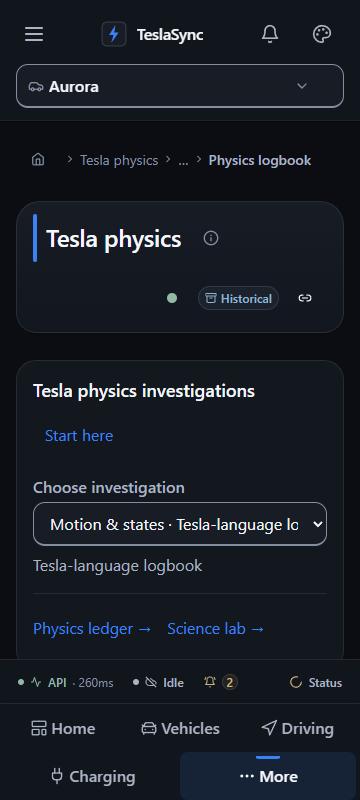 TeslaSync
Aurora
Tesla physics
...
Physics logbook
Tesla physics
Historical
Tesla physics investigations
Start here
Choose investigation
Motion & states · Tesla-language lo
Tesla-language logbook
Physics ledger → Science lab →
API · 260ms Idle 2 Status
Home Vehicles Driving
Charging More